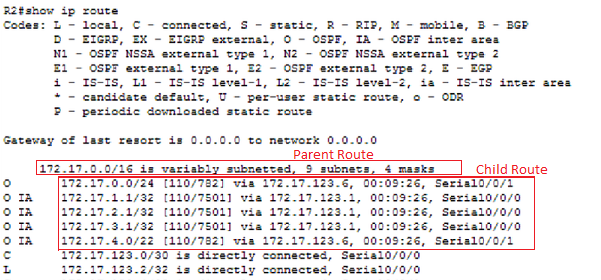 R2#show ip route
Codes: L - local, C - connected, S - static, R - RIP, M - mobile, B - BGP
D - EIGRP, EX - EIGRP external, O - OSPF, IA - OSPF inter area
N1 - OSPF NSSA external type 1, N2 - OSPF NSSA external type 2
E1 - OSPF external type 1, E2 - OSPF external type 2, E - EGP
i - IS-IS, L1 - IS-IS level-1, L2 - IS-IS level-2, ia - IS-IS inter area
* - candidate default, U - per-user static route, o - ODR
P - periodic downloaded static route
Gateway of last resort is 0.0.0.0 to network 0.0.0.0
Parent Route
172.17.0.0/16 is variably subnetted, 9 subnets, 4 masks
Child Route
O 172.17.0.0/24 [110/782] via 172.17.123.6, 00:09:26, Serial0/0/1
O IA 172.17.1.1/32 [110/7501] via 172.17.123.1, 00:09:26, Serial0/0/0
O IA 172.17.2.1/32 [110/7501] via 172.17.123.1, 00:09:26, Serial0/0/0
O IA 172.17.3.1/32 [110/7501] via 172.17.123.1, 00:09:26, Serial0/0/0
O IA 172.17.4.0/22 [110/782] via 172.17.123.6, 00:09:26, Serial0/0/1
C 172.17.123.0/30 is directly connected, Serial0/0/0
L 172.17.123.2/32 is directly connected, Serial0/0/0